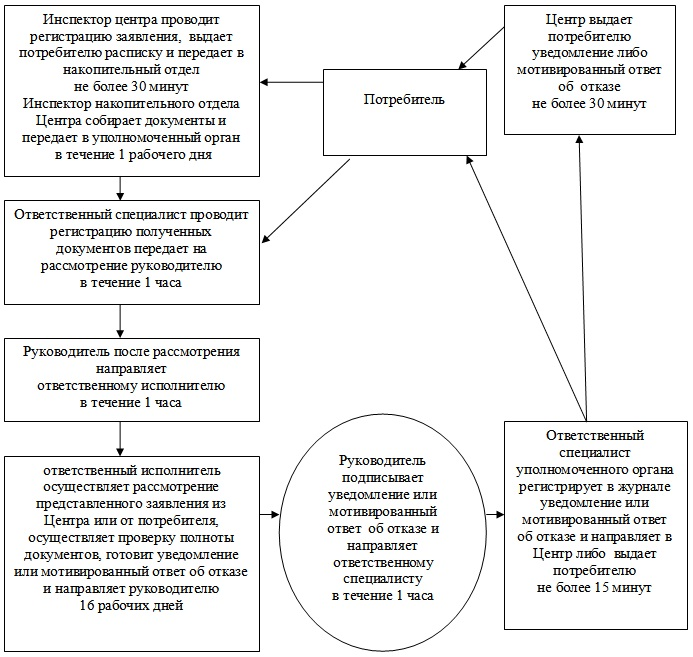 Инспектор центра проводит
регистрацию заявления, выдает
потребителю расписку и передает в
накопительный отдел
не более 30 минут
Инспектор накопительного отдела
Центра собирает документы и
передает в уполномоченный орган
в течение 1 рабочего дня
Потребитель
Центр выдает
потребителю
уведомление либо
мотивированный ответ
об отказе
не более 30 минут
Ответственный специалист проводит
регистрацию полученных
документов передает на
рассмотрение руководителю
в течение 1 часа
Руководитель после рассмотрения
направляет
ответственному исполнителю
в течение 1 часа
ответственный исполнитель
осуществляет рассмотрение
представленного заявления из
Центра или от потребителя,
осуществляет проверку полноты
документов, готовит уведомление
или мотивированный ответ об отказе
и направляет руководителю
16 рабочих дней
Руководитель
подписывает
уведомление или
мотивированный
ответ об отказе и
направляет
ответственному
специалисту
в течение 1 часа
Ответственный
специалист
уполномоченного органа
регистрирует в журнале
уведомление или
мотивированный ответ
об отказе и направляет в
Центр либо выдает
потребителю
не более 15 минут